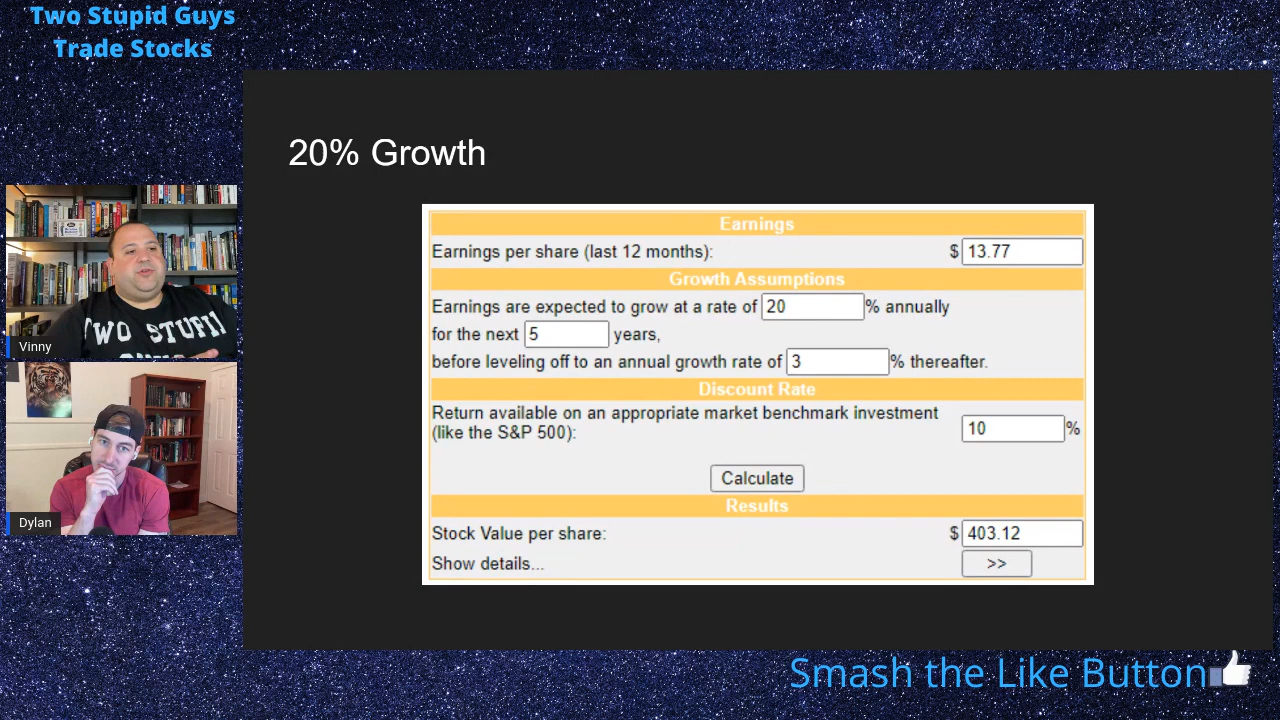 Two Stupid Guys
Trade Stocks
20% Growth
Earnings
Earnings per share (last 12 months): $ 13.77
Growth Assumptions
Earnings are expected to grow at a rate of 20 % annually
for the next 5 years,
before leveling off to an annual growth rate of 3 % thereafter.
Discount Rate
Return available on an appropriate market benchmark investment
(like the S&P 500): 10 %
Calculate
Results
Stock Value per share: $ 403.12
Show details... >>
WO STUPI
Vinny
Dylan
Smash the Like Button